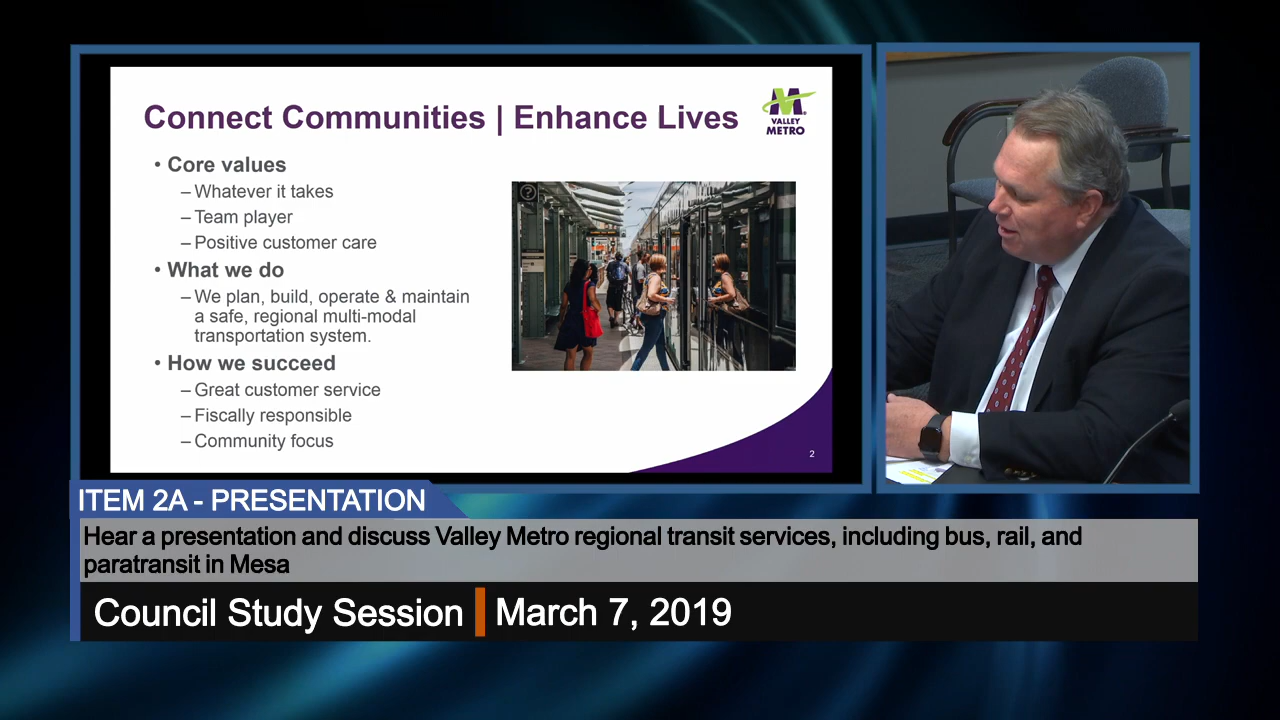 Connect Communities | Enhance Lives
VALLEY
METRO
• Core values
– Whatever it takes
– Team player
– Positive customer care
• What we do
– We plan, build, operate & maintain
a safe, regional multi-modal
transportation system.
• How we succeed
– Great customer service
– Fiscally responsible
– Community focus
2
ITEM 2A - PRESENTATION
Hear a presentation and discuss Valley Metro regional transit services, including bus, rail, and
paratransit in Mesa
Council Study Session | March 7, 2019